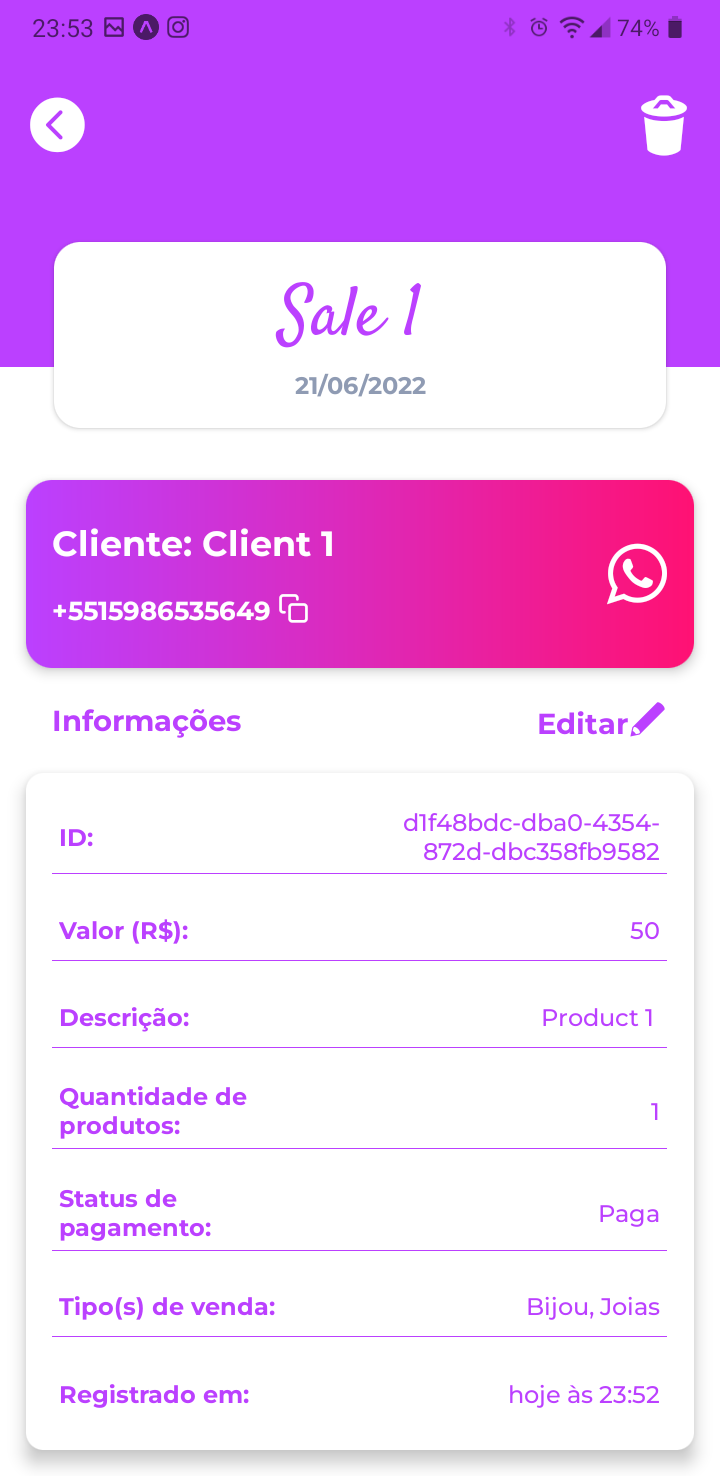 23:53 74%
Sale 1
21/06/2022
Cliente: Client 1
+5515986535649
Informações Editar
ID: d1f48bdc-dba0-4354-
872d-dbc358fb9582
Valor (R$): 50
Descrição: Product 1
Quantidade de
produtos: 1
Status de
pagamento: Paga
Tipo(s) de venda: Bijou, Joias
Registrado em: hoje às 23:52